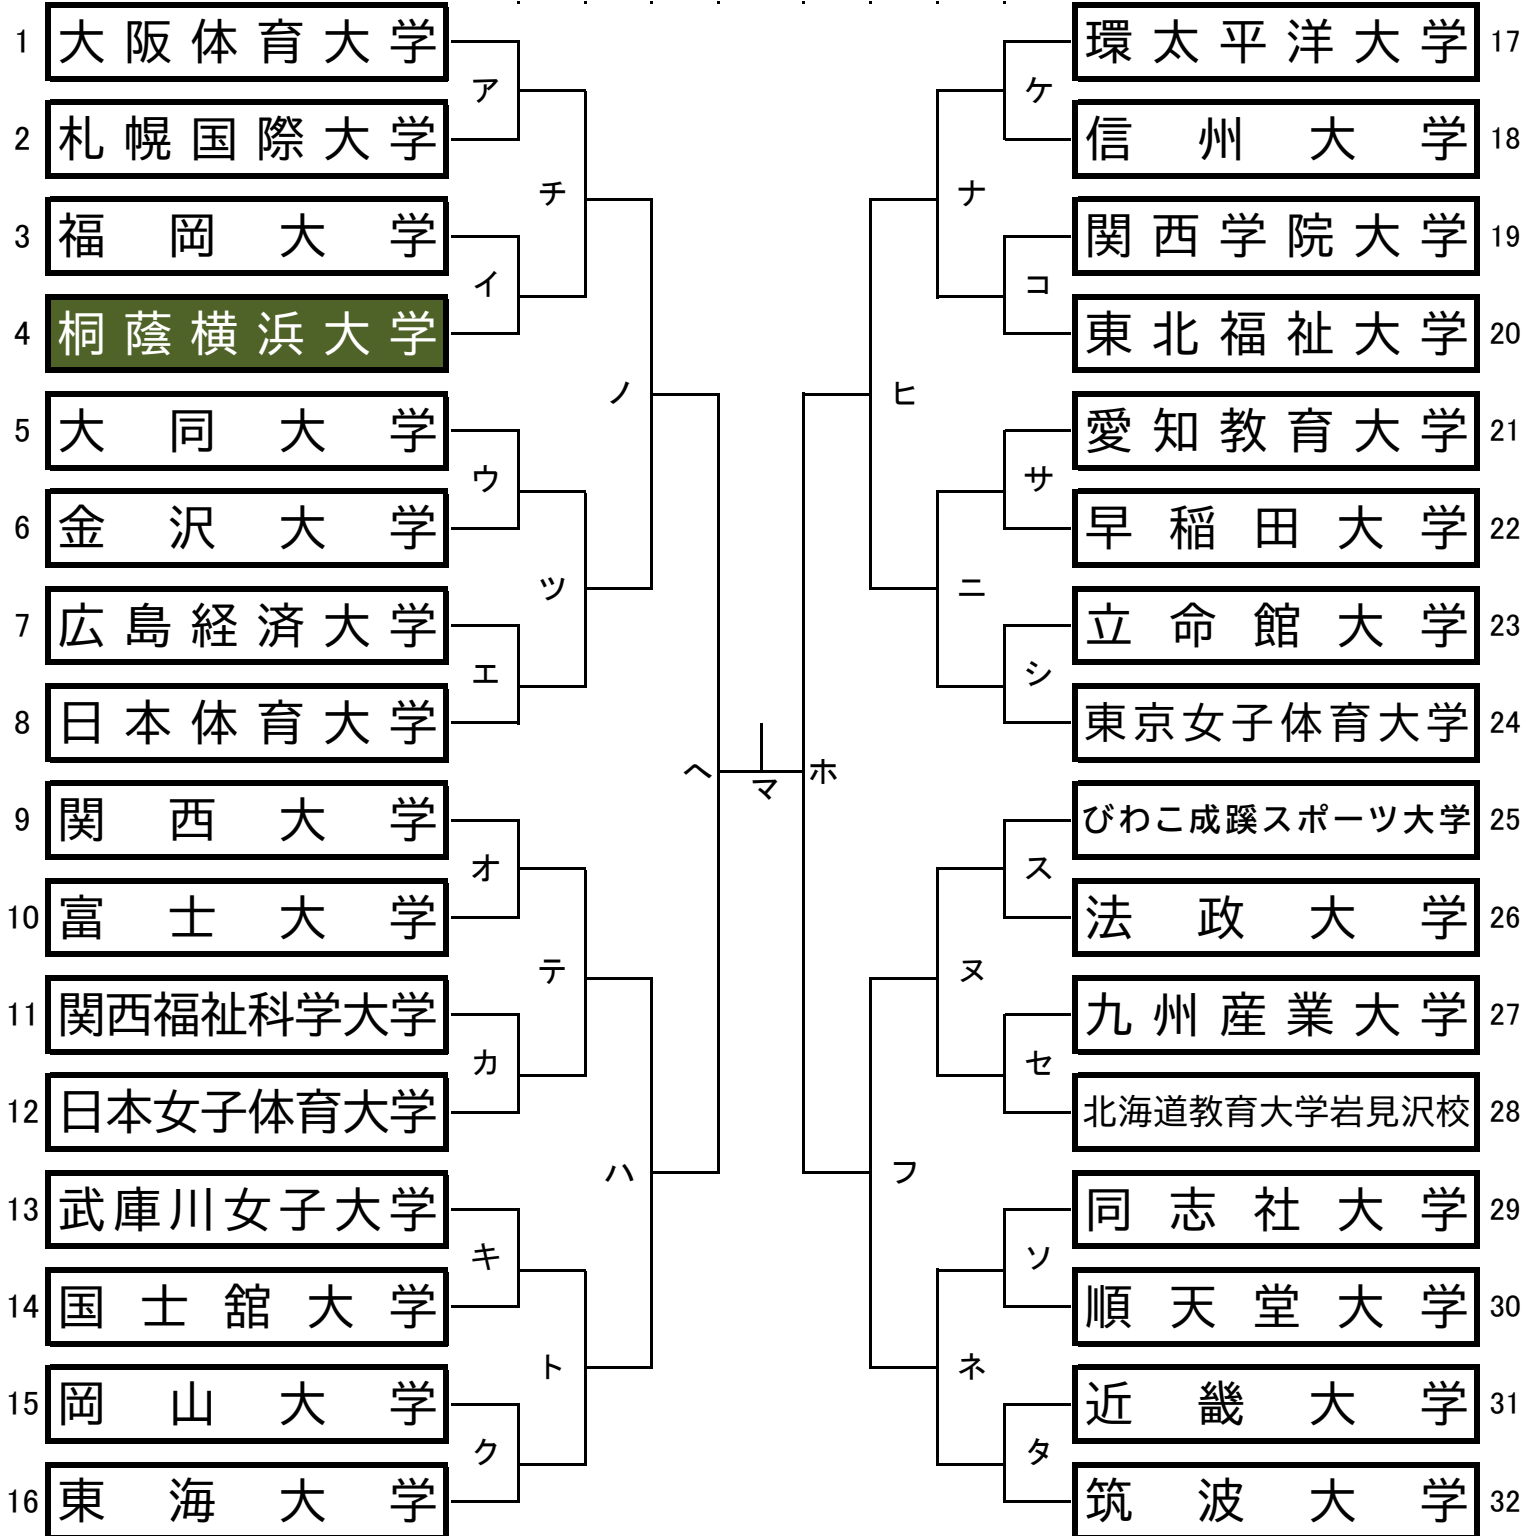 1 大阪体育大学
ア
2 札幌国際大学
チ
3 福岡大学
イ
4 桐蔭横浜大学
ノ
5 大同大学
ウ
6 金沢大学
ツ
7 広島経済大学
エ
8 日本体育大学
ヘ
9 関西大学
オ
10 富士大学
テ
11 関西福祉科学大学
カ
12 日本女子体育大学
ハ
13 武庫川女子大学
キ
14 国士舘大学
ト
15 岡山大学
ク
16 東海大学
マ
環太平洋大学 17
ケ
信州大学 18
ナ
関西学院大学 19
コ
東北福祉大学 20
ヒ
愛知教育大学 21
サ
早稲田大学 22
ニ
立命館大学 23
シ
東京女子体育大学 24
ホ
びわこ成蹊スポーツ大学 25
ス
法政大学 26
ヌ
九州産業大学 27
セ
北海道教育大学岩見沢校 28
フ
同志社大学 29
ソ
順天堂大学 30
ネ
近畿大学 31
タ
筑波大学 32